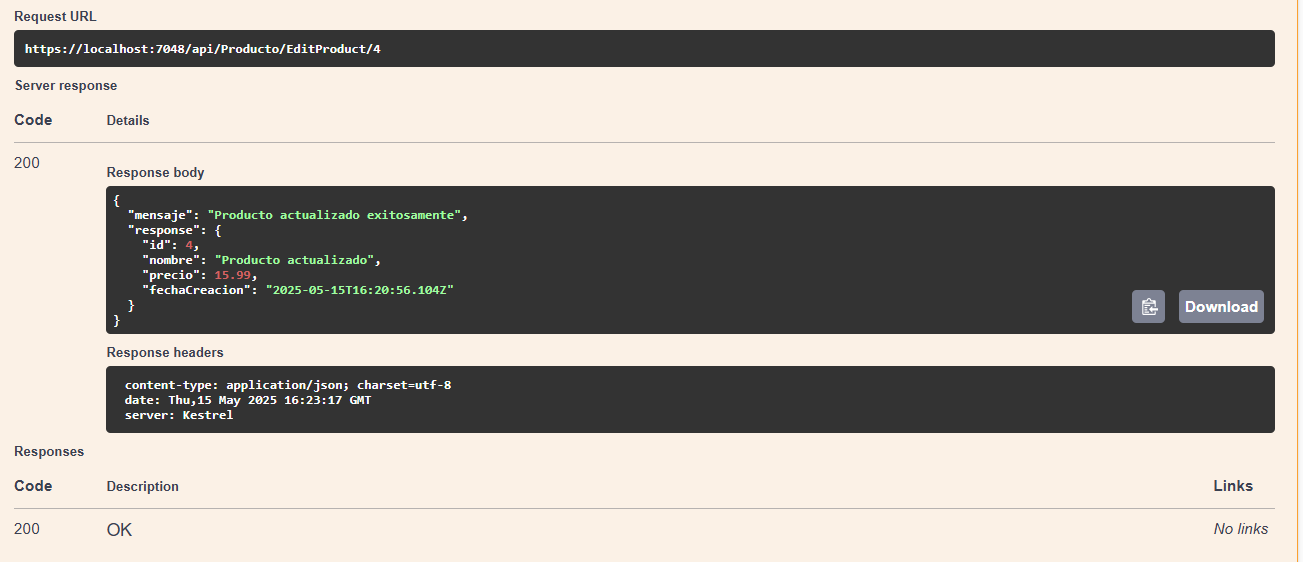 Request URL
https://localhost:7048/api/Producto/EditProduct/4
Server response
Code Details
200
Response body
{
  "mensaje": "Producto actualizado exitosamente",
  "response": {
    "id": 4,
    "nombre": "Producto actualizado",
    "precio": 15.99,
    "fechaCreacion": "2025-05-15T16:20:56.104Z"
  }
}
Download
Response headers
content-type: application/json; charset=utf-8
date: Thu,15 May 2025 16:23:17 GMT
server: Kestrel
Responses
Code Description Links
200 OK No links